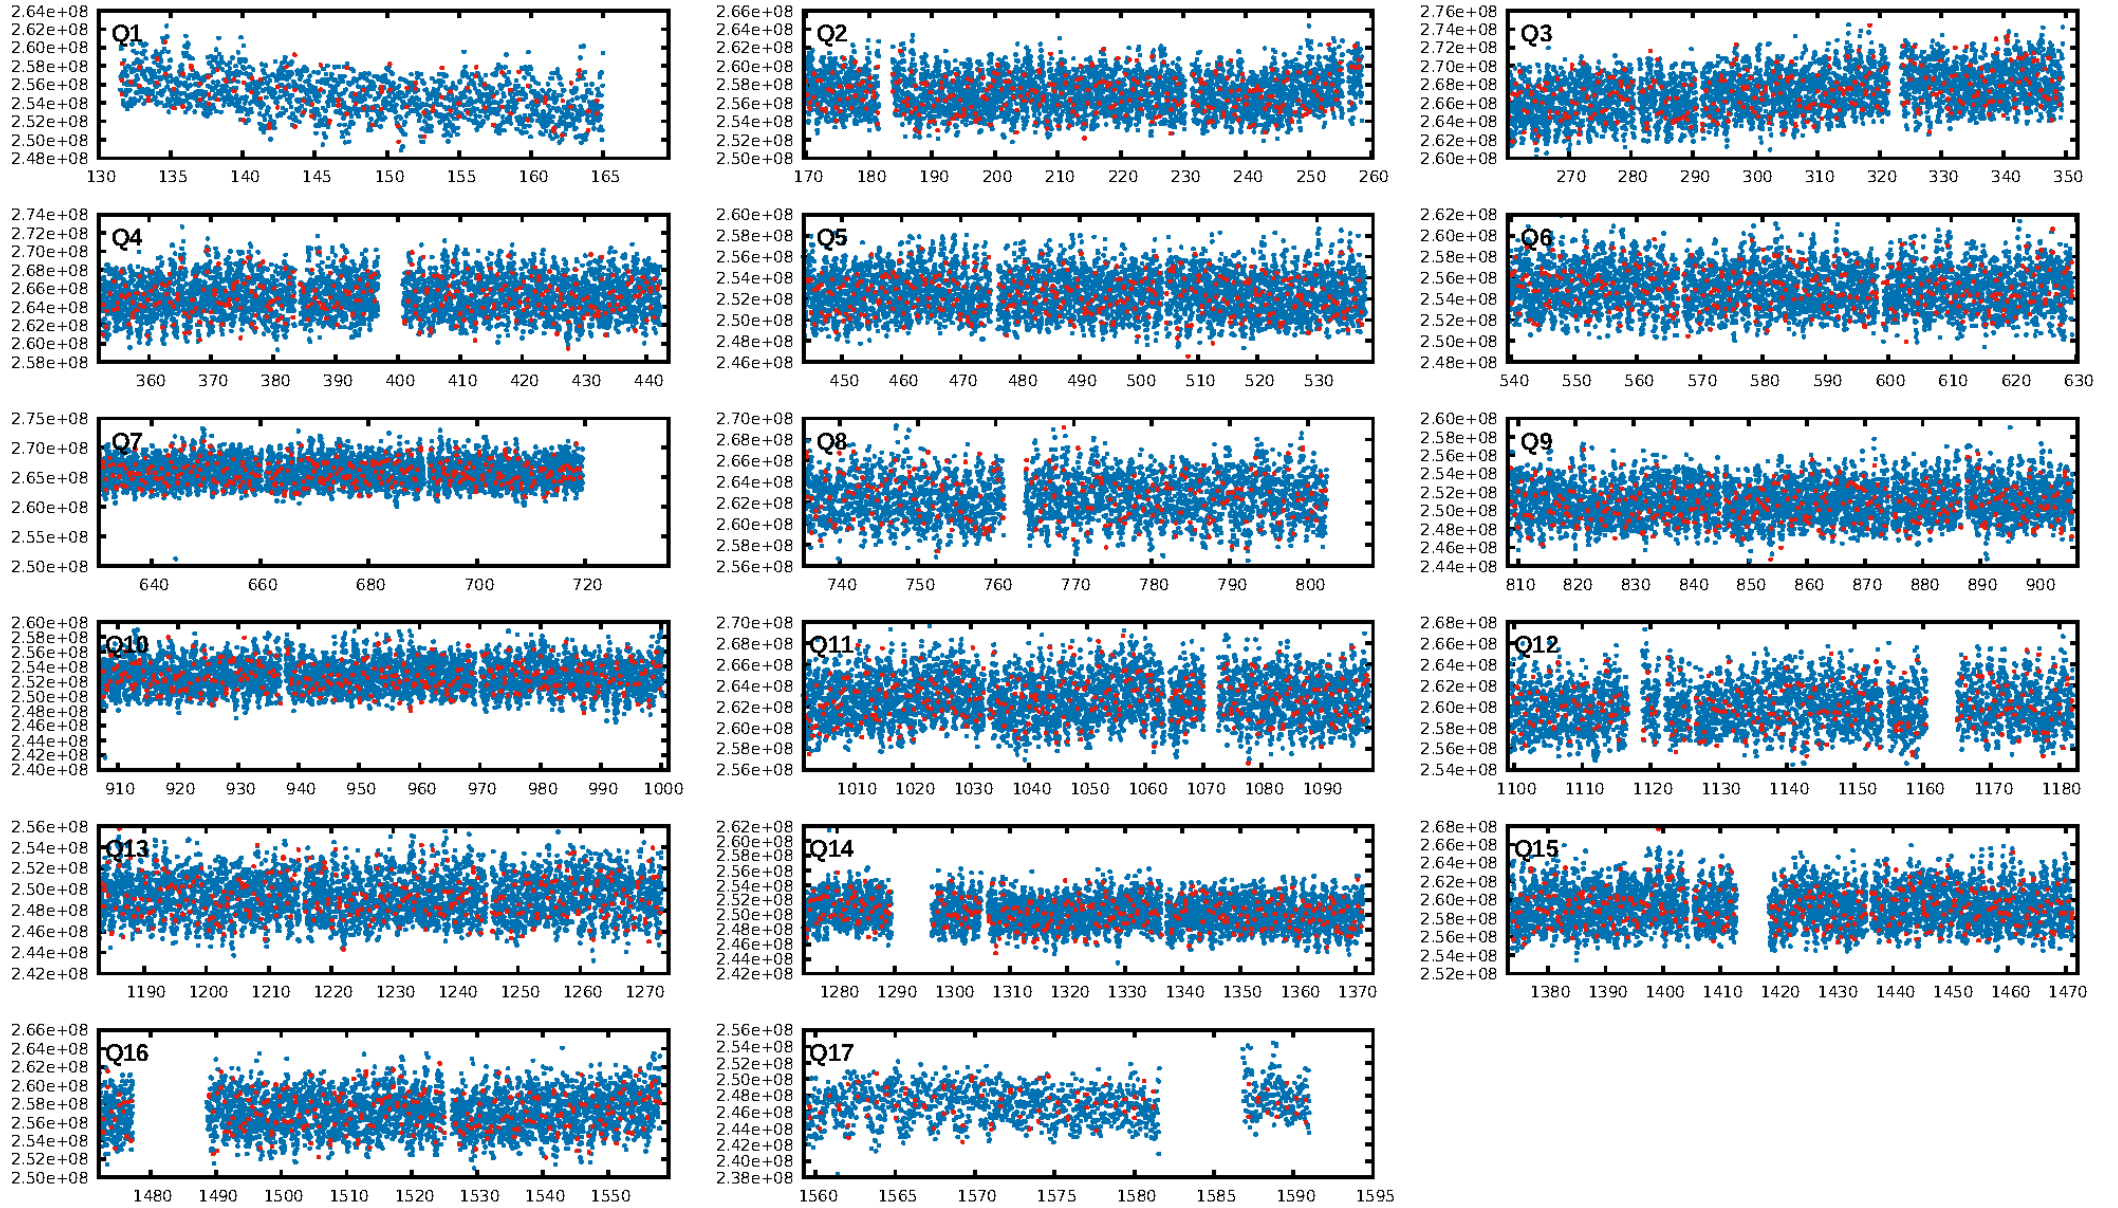 Q1
2.64e+08
2.62e+08
2.60e+08
2.58e+08
2.56e+08
2.54e+08
2.52e+08
2.50e+08
2.48e+08
130 135 140 145 150 155 160 165
Q2
2.66e+08
2.64e+08
2.62e+08
2.60e+08
2.58e+08
2.56e+08
2.54e+08
2.52e+08
2.50e+08
170 180 190 200 210 220 230 240 250 260
Q3
2.76e+08
2.74e+08
2.72e+08
2.70e+08
2.68e+08
2.66e+08
2.64e+08
2.62e+08
2.60e+08
270 280 290 300 310 320 330 340 350
Q4
2.74e+08
2.72e+08
2.70e+08
2.68e+08
2.66e+08
2.64e+08
2.62e+08
2.60e+08
2.58e+08
360 370 380 390 400 410 420 430 440
Q5
2.60e+08
2.58e+08
2.56e+08
2.54e+08
2.52e+08
2.50e+08
2.48e+08
2.46e+08
450 460 470 480 490 500 510 520 530
Q6
2.62e+08
2.60e+08
2.58e+08
2.56e+08
2.54e+08
2.52e+08
2.50e+08
2.48e+08
540 550 560 570 580 590 600 610 620 630
Q7
2.75e+08
2.70e+08
2.65e+08
2.60e+08
2.55e+08
2.50e+08
640 660 680 700 720
Q8
2.70e+08
2.68e+08
2.66e+08
2.64e+08
2.62e+08
2.60e+08
2.58e+08
2.56e+08
740 750 760 770 780 790 800
Q9
2.60e+08
2.58e+08
2.56e+08
2.54e+08
2.52e+08
2.50e+08
2.48e+08
2.46e+08
2.44e+08
810 820 830 840 850 860 870 880 890 900
Q10
2.60e+08
2.58e+08
2.56e+08
2.54e+08
2.52e+08
2.50e+08
2.48e+08
2.46e+08
2.44e+08
2.42e+08
2.40e+08
910 920 930 940 950 960 970 980 990 1000
Q11
2.70e+08
2.68e+08
2.66e+08
2.64e+08
2.62e+08
2.60e+08
2.58e+08
2.56e+08
1010 1020 1030 1040 1050 1060 1070 1080 1090
Q12
2.68e+08
2.66e+08
2.64e+08
2.62e+08
2.60e+08
2.58e+08
2.56e+08
2.54e+08
1100 1110 1120 1130 1140 1150 1160 1170 1180
Q13
2.56e+08
2.54e+08
2.52e+08
2.50e+08
2.48e+08
2.46e+08
2.44e+08
2.42e+08
1190 1200 1210 1220 1230 1240 1250 1260 1270
Q14
2.62e+08
2.60e+08
2.58e+08
2.56e+08
2.54e+08
2.52e+08
2.50e+08
2.48e+08
2.46e+08
2.44e+08
2.42e+08
1280 1290 1300 1310 1320 1330 1340 1350 1360 1370
Q15
2.68e+08
2.66e+08
2.64e+08
2.62e+08
2.60e+08
2.58e+08
2.56e+08
2.54e+08
2.52e+08
1380 1390 1400 1410 1420 1430 1440 1450 1460 1470
Q16
2.66e+08
2.64e+08
2.62e+08
2.60e+08
2.58e+08
2.56e+08
2.54e+08
2.52e+08
2.50e+08
1480 1490 1500 1510 1520 1530 1540 1550
Q17
2.56e+08
2.54e+08
2.52e+08
2.50e+08
2.48e+08
2.46e+08
2.44e+08
2.42e+08
2.40e+08
2.38e+08
1560 1565 1570 1575 1580 1585 1590 1595